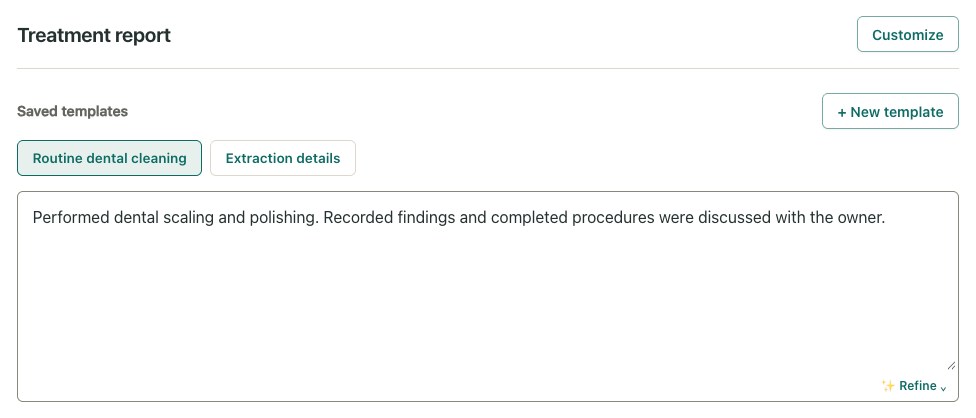 Treatment report
Customize
Saved templates
+ New template
Routine dental cleaning
Extraction details
Performed dental scaling and polishing. Recorded findings and completed procedures were discussed with the owner.
✨ Refine ⌄